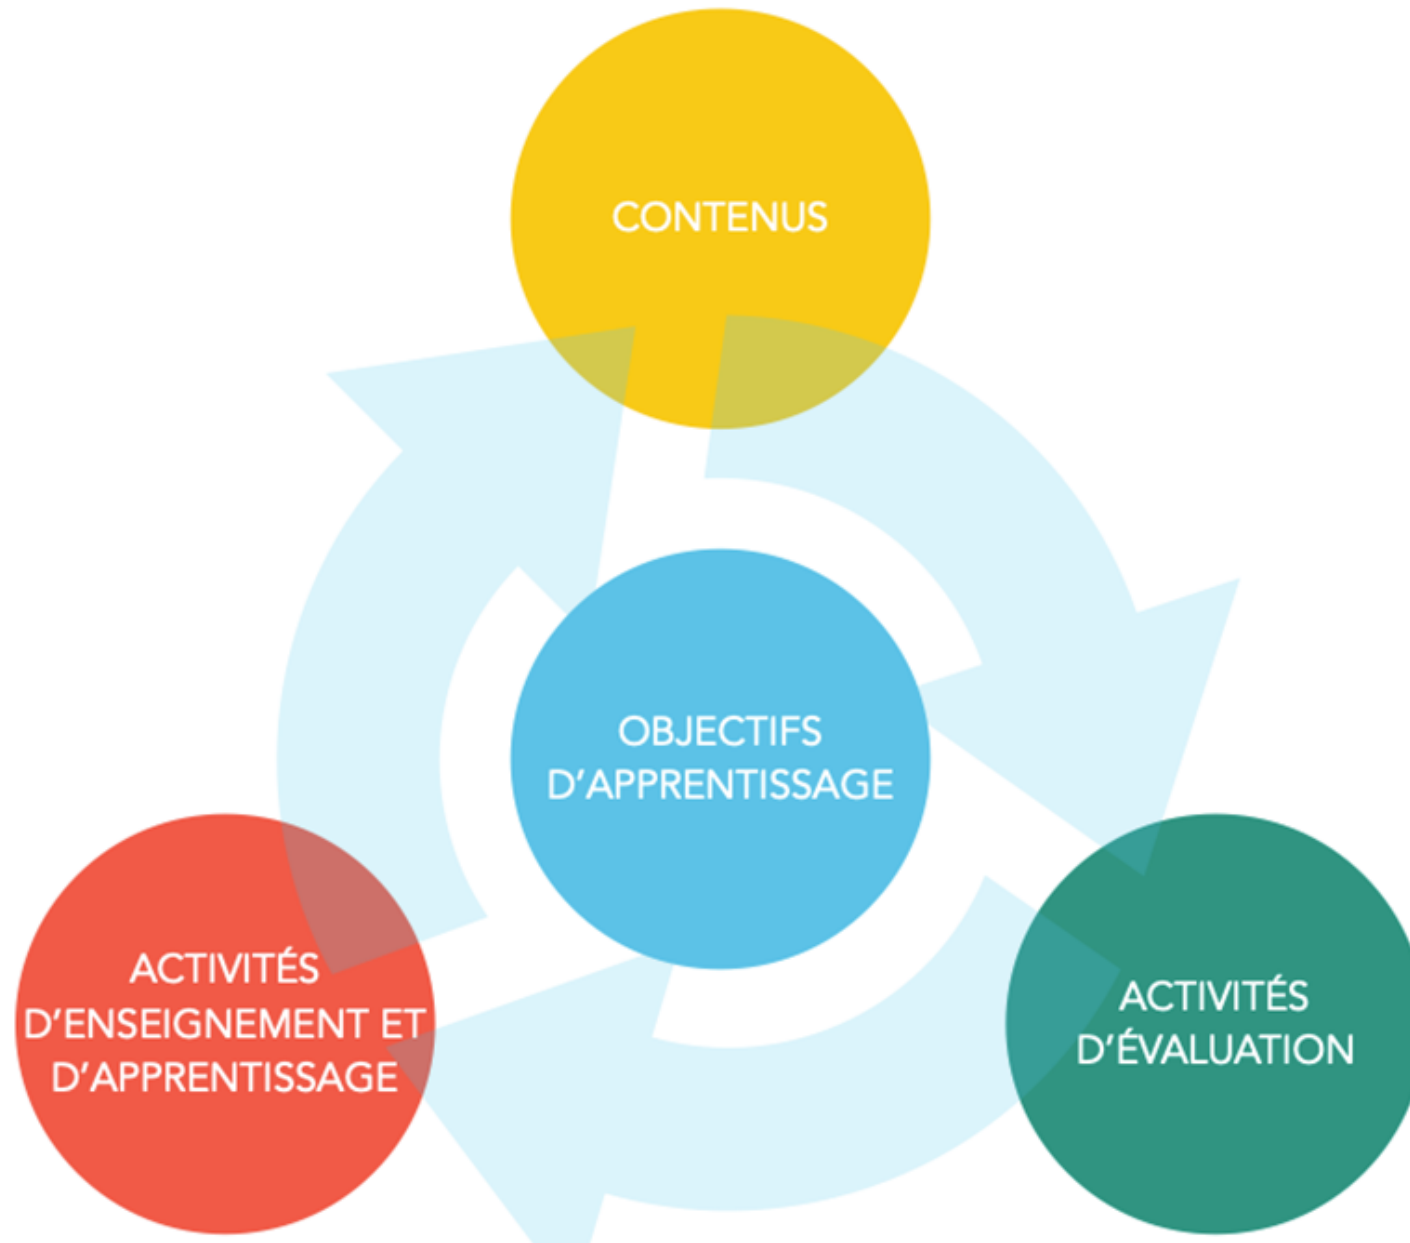 CONTENUS
OBJECTIFS
D’APPRENTISSAGE
ACTIVITÉS
D’ENSEIGNEMENT ET
D’APPRENTISSAGE
ACTIVITÉS
D’ÉVALUATION